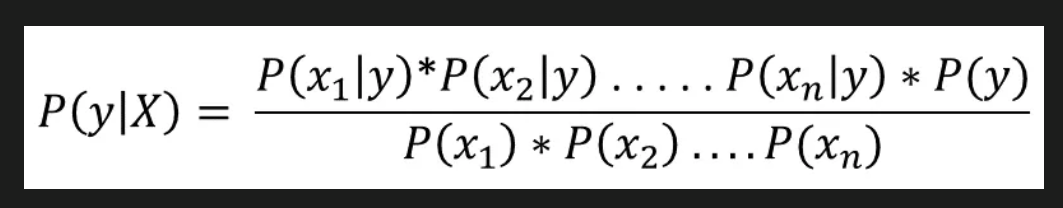 P(y|X) = P(x₁|y)*P(x₂|y) ..... P(xₙ|y) * P(y)
P(x₁) * P(x₂) .... P(xₙ)